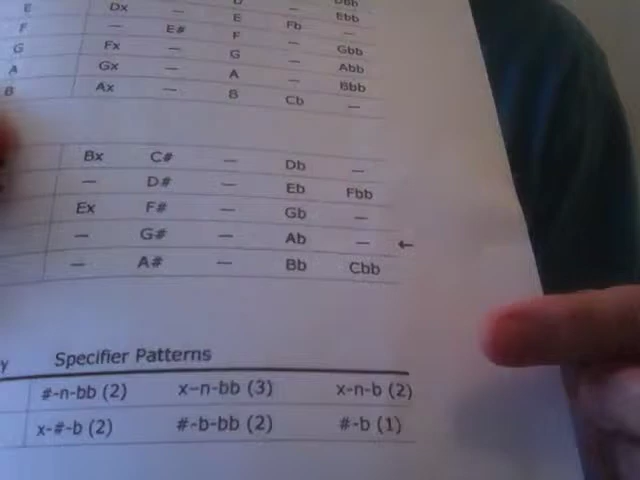 E Dx — D — Dbb
F — E# E Fb Ebb
G Fx — F — —
A Gx — G — Gbb
B Ax — A — Abb
B Cb Bbb
—
Bx C# — Db —
— D# — Eb Fbb
Ex F# — Gb —
— G# — Ab — ←
— A# — Bb Cbb
y Specifier Patterns
#-n-bb (2) x-n-bb (3) x-n-b (2)
x-#-b (2) #-b-bb (2) #-b (1)